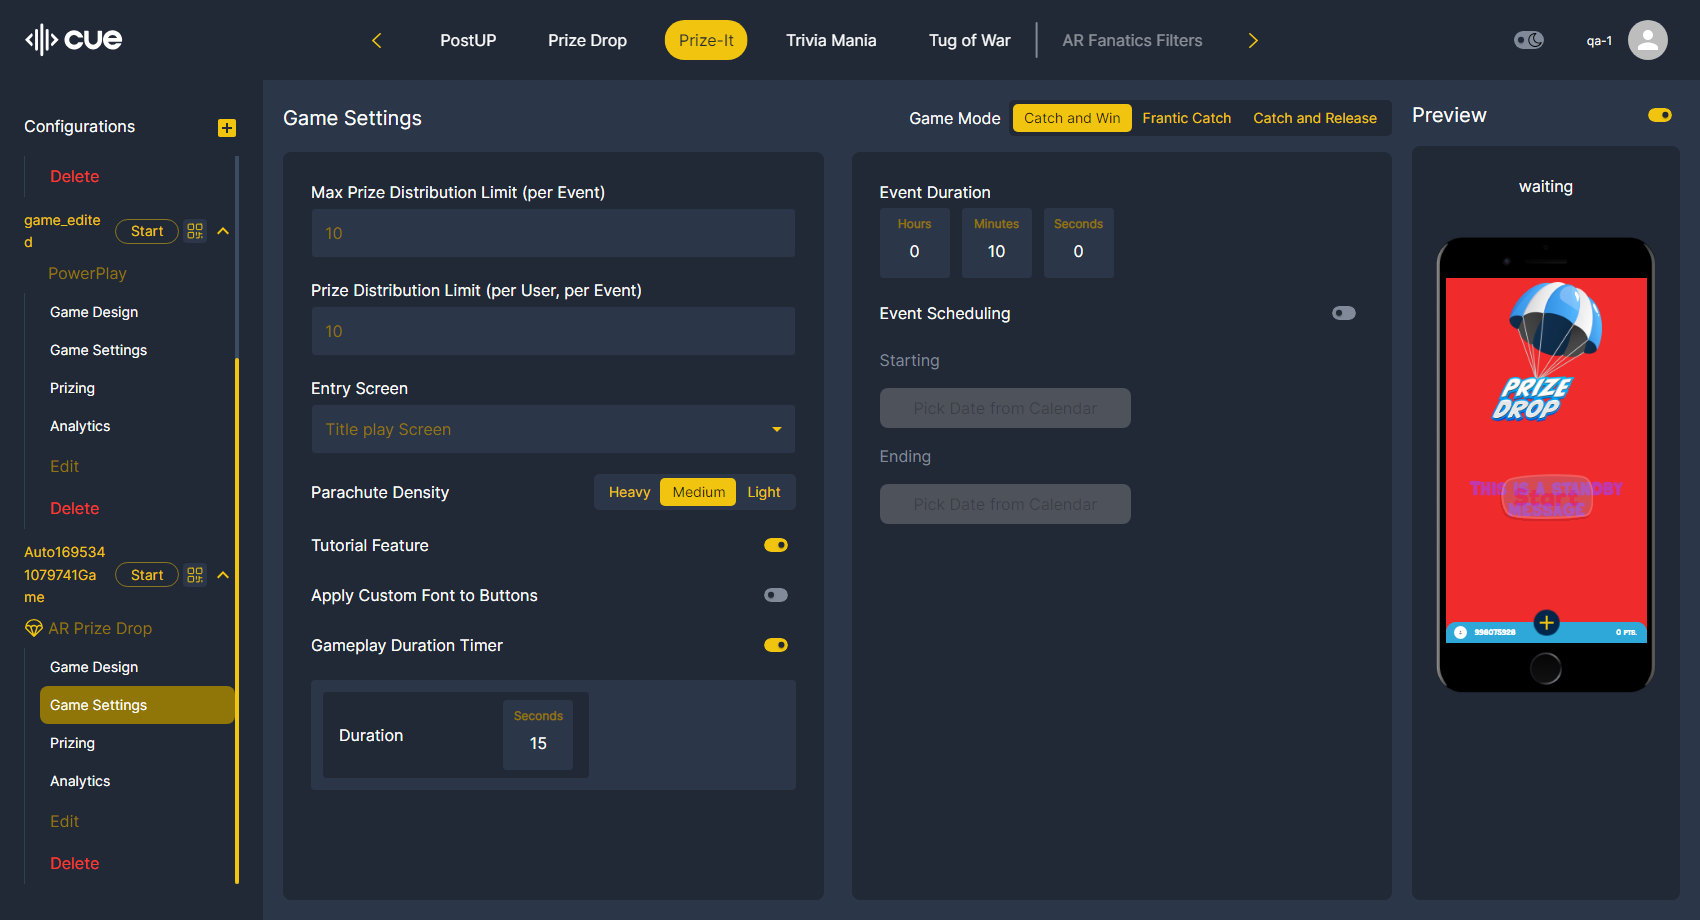 cue
PostUP
Prize Drop
Prize-It
Trivia Mania
Tug of War
AR Fanatics Filters
qa-1
Configurations
Delete
game_edite
d
Start
PowerPlay
Game Design
Game Settings
Prizing
Analytics
Edit
Delete
Auto169534
1079741Ga
me
Start
AR Prize Drop
Game Design
Game Settings
Prizing
Analytics
Edit
Delete
Game Settings
Game Mode
Catch and Win
Frantic Catch
Catch and Release
Max Prize Distribution Limit (per Event)
10
Prize Distribution Limit (per User, per Event)
10
Entry Screen
Title play Screen
Parachute Density
Heavy
Medium
Light
Tutorial Feature
Apply Custom Font to Buttons
Gameplay Duration Timer
Duration
Seconds
15
Event Duration
Hours
0
Minutes
10
Seconds
0
Event Scheduling
Starting
Pick Date from Calendar
Ending
Pick Date from Calendar
Preview
waiting
PRIZE
DROP
THIS IS A STANDBY
MESSAGE
Start
0 PTS.